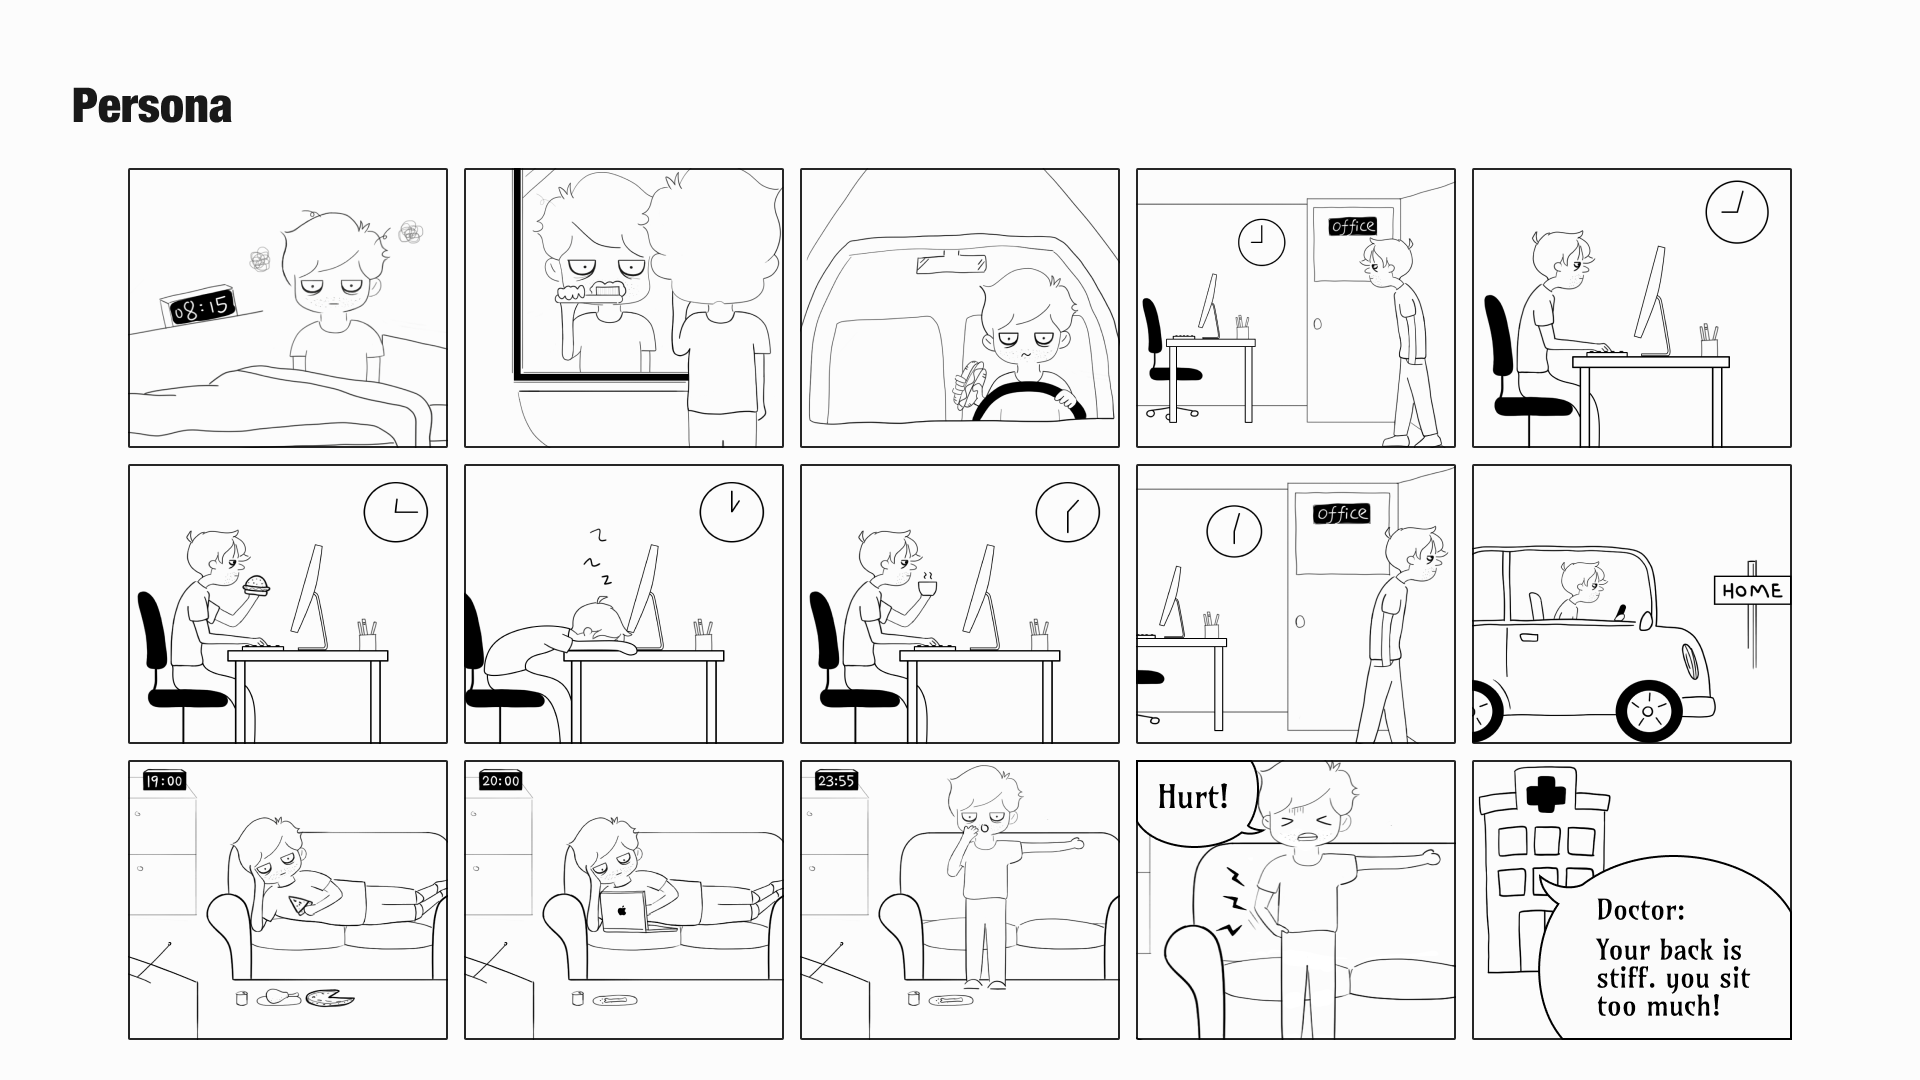 Persona
08:15
office
office
HOME
19:00
20:00
23:55
Hurt!
Doctor:
Your back is
stiff. you sit
too much!